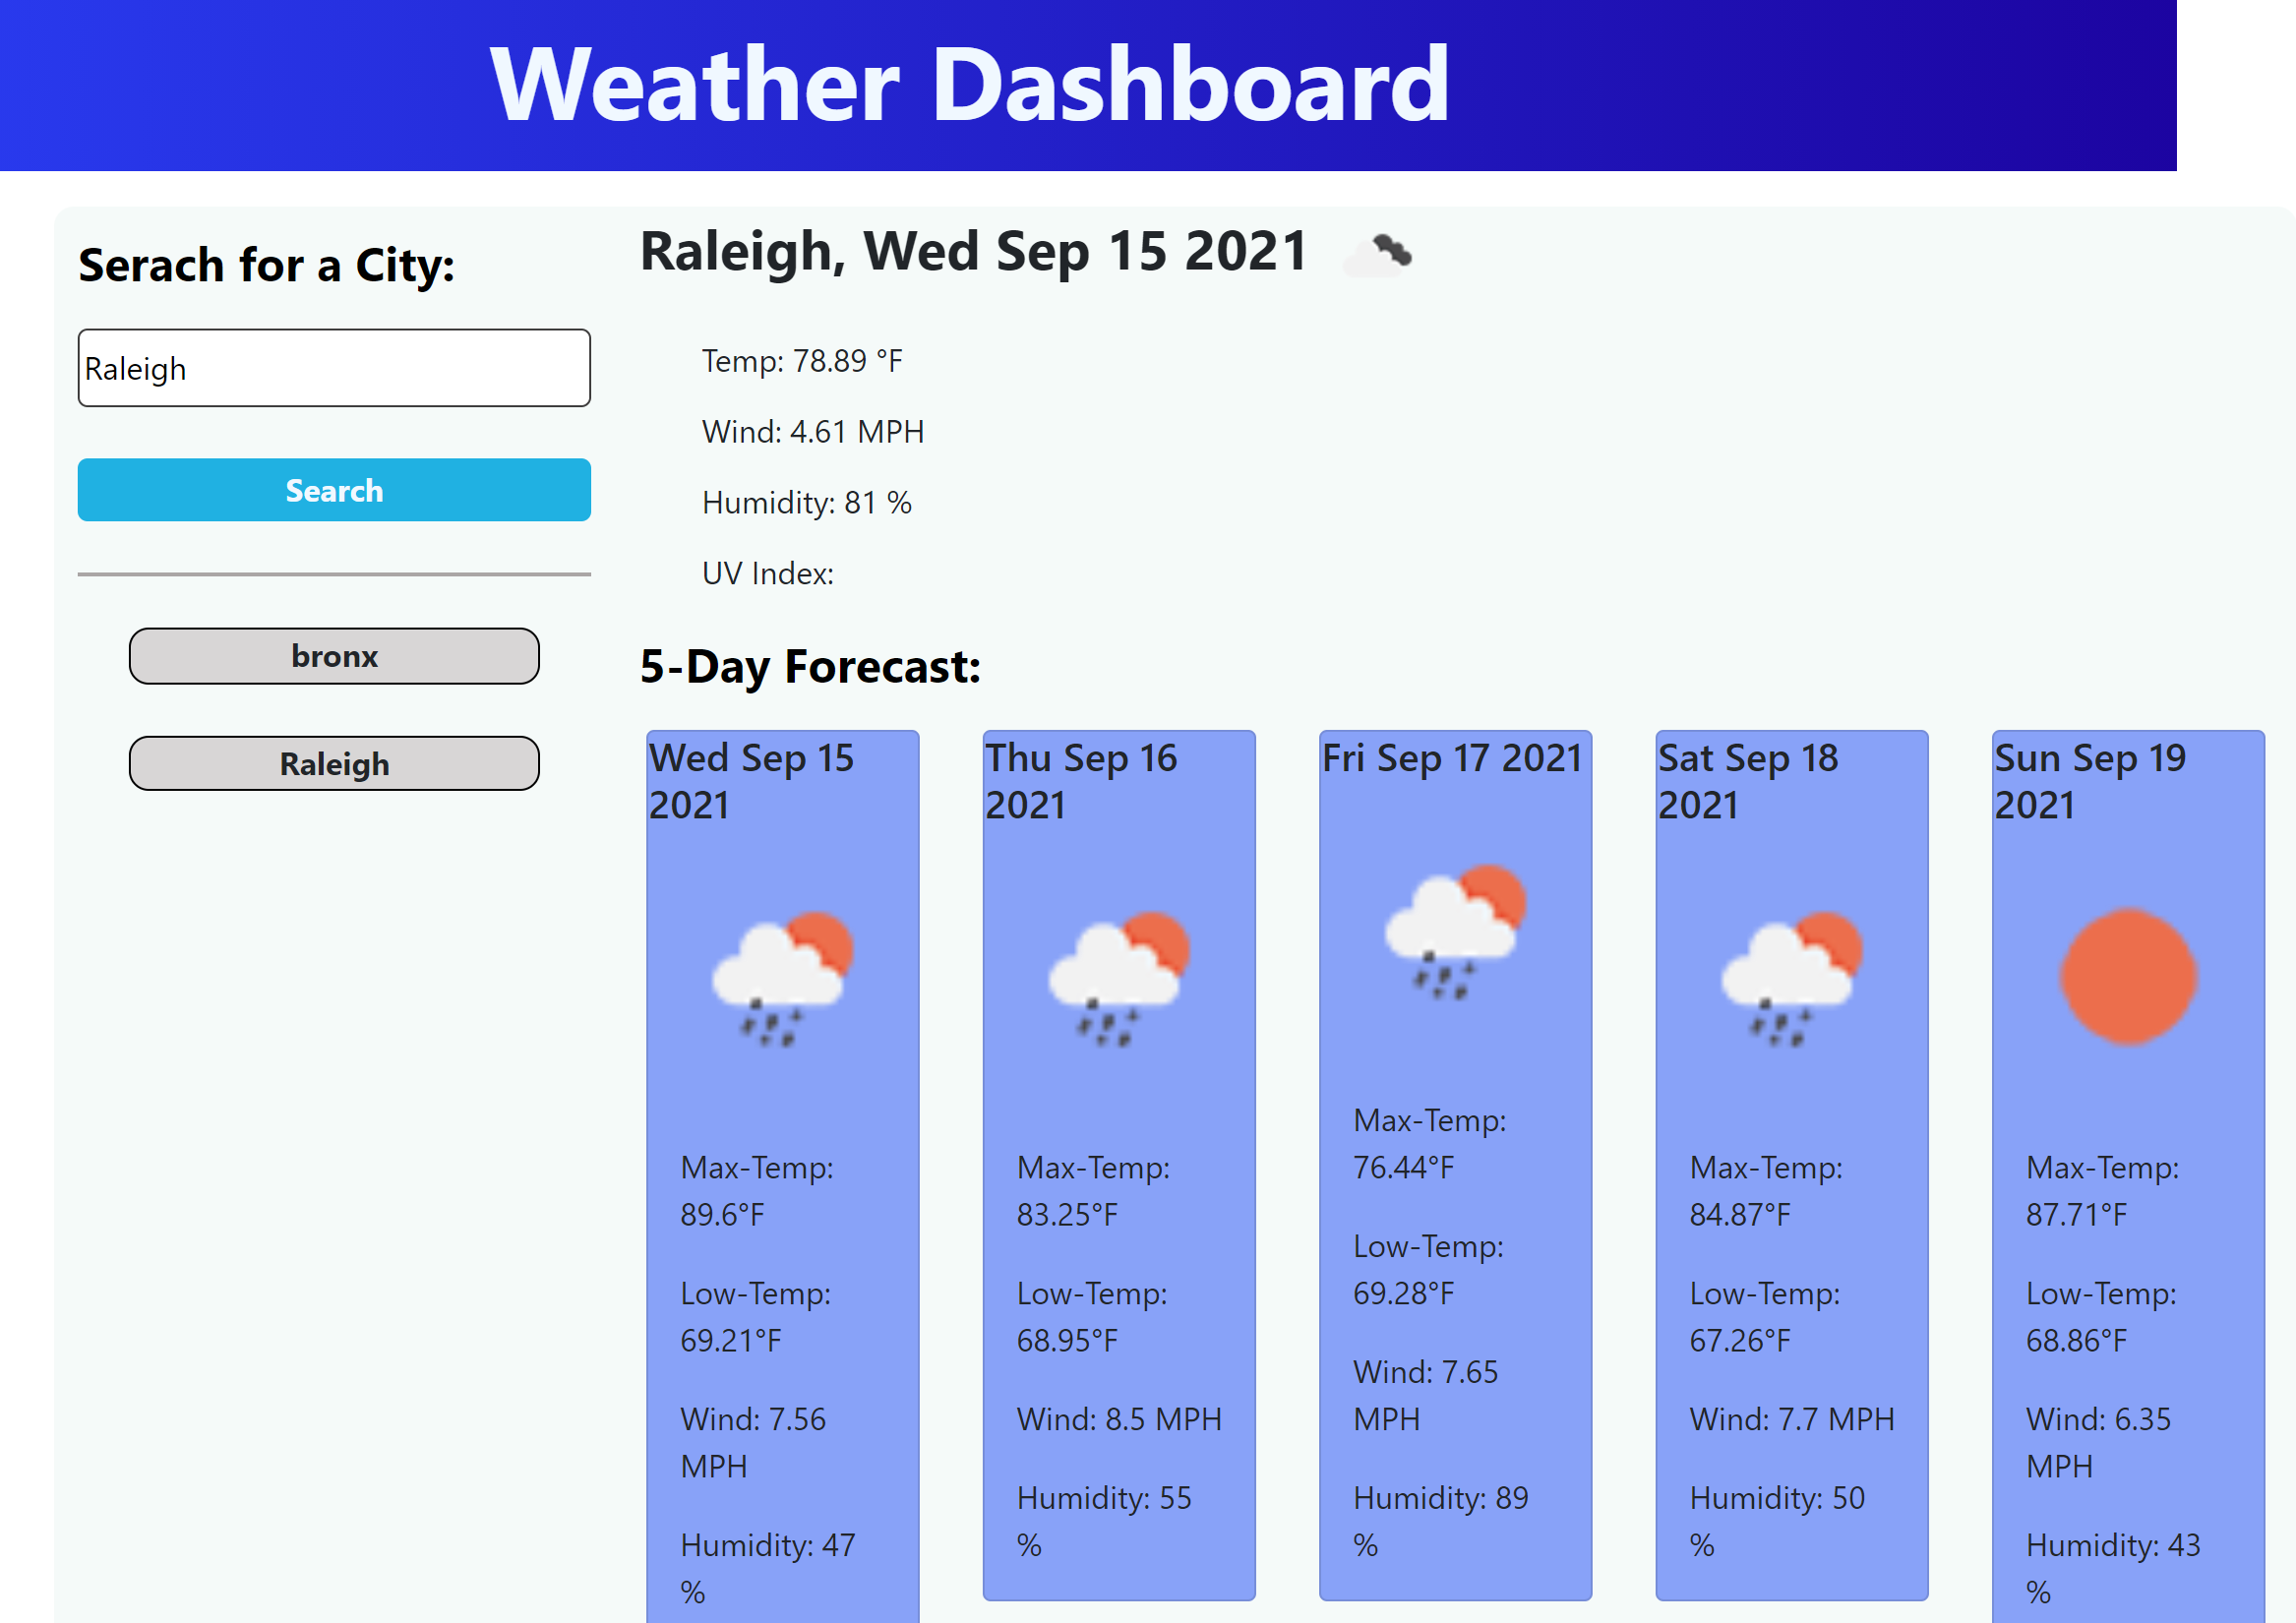 Weather Dashboard
Serach for a City:
Raleigh
Search
bronx
Raleigh
Raleigh, Wed Sep 15 2021
Temp: 78.89 °F
Wind: 4.61 MPH
Humidity: 81 %
UV Index:
5-Day Forecast:
Wed Sep 15
2021
Max-Temp:
89.6°F
Low-Temp:
69.21°F
Wind: 7.56
MPH
Humidity: 47
%
Thu Sep 16
2021
Max-Temp:
83.25°F
Low-Temp:
68.95°F
Wind: 8.5 MPH
Humidity: 55
%
Fri Sep 17 2021
Max-Temp:
76.44°F
Low-Temp:
69.28°F
Wind: 7.65
MPH
Humidity: 89
%
Sat Sep 18
2021
Max-Temp:
84.87°F
Low-Temp:
67.26°F
Wind: 7.7 MPH
Humidity: 50
%
Sun Sep 19
2021
Max-Temp:
87.71°F
Low-Temp:
68.86°F
Wind: 6.35
MPH
Humidity: 43
%